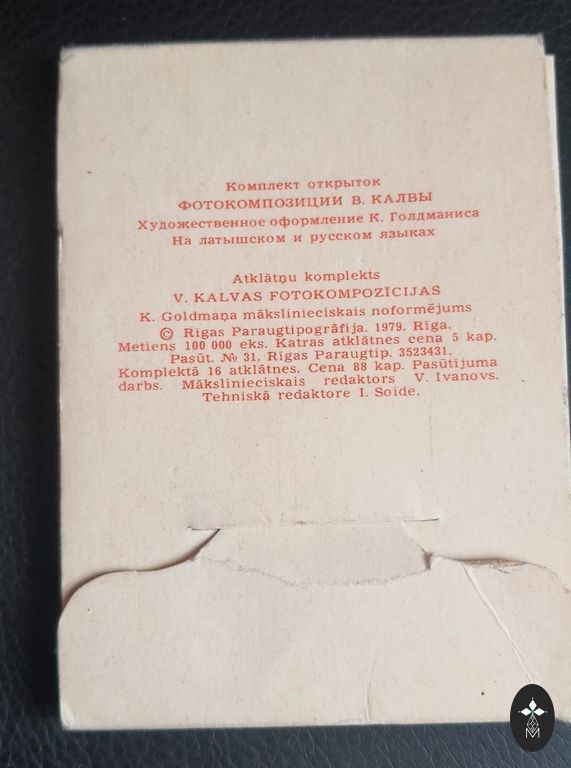 Комплект открыток
ФОТОКОМПОЗИЦИИ В. КАЛВЫ
Художественное оформление К. Голдманиса
На латышском и русском языках
Atklātņu komplekts
V. KALVAS FOTOKOMPOZĪCIJAS
K. Goldmaņa mākslinieciskais noformējums
© Rīgas Paraugtipogrāfija. 1979. Rīga.
Metiens 100 000 eks. Katras atklātnes cena 5 kap.
Pasūt. № 31. Rīgas Paraugtip. 3523431.
Komplektā 16 atklātnes. Cena 88 kap. Pasūtījuma
darbs. Mākslinieciskais redaktors V. Ivanovs.
Tehniskā redaktore I. Soide.